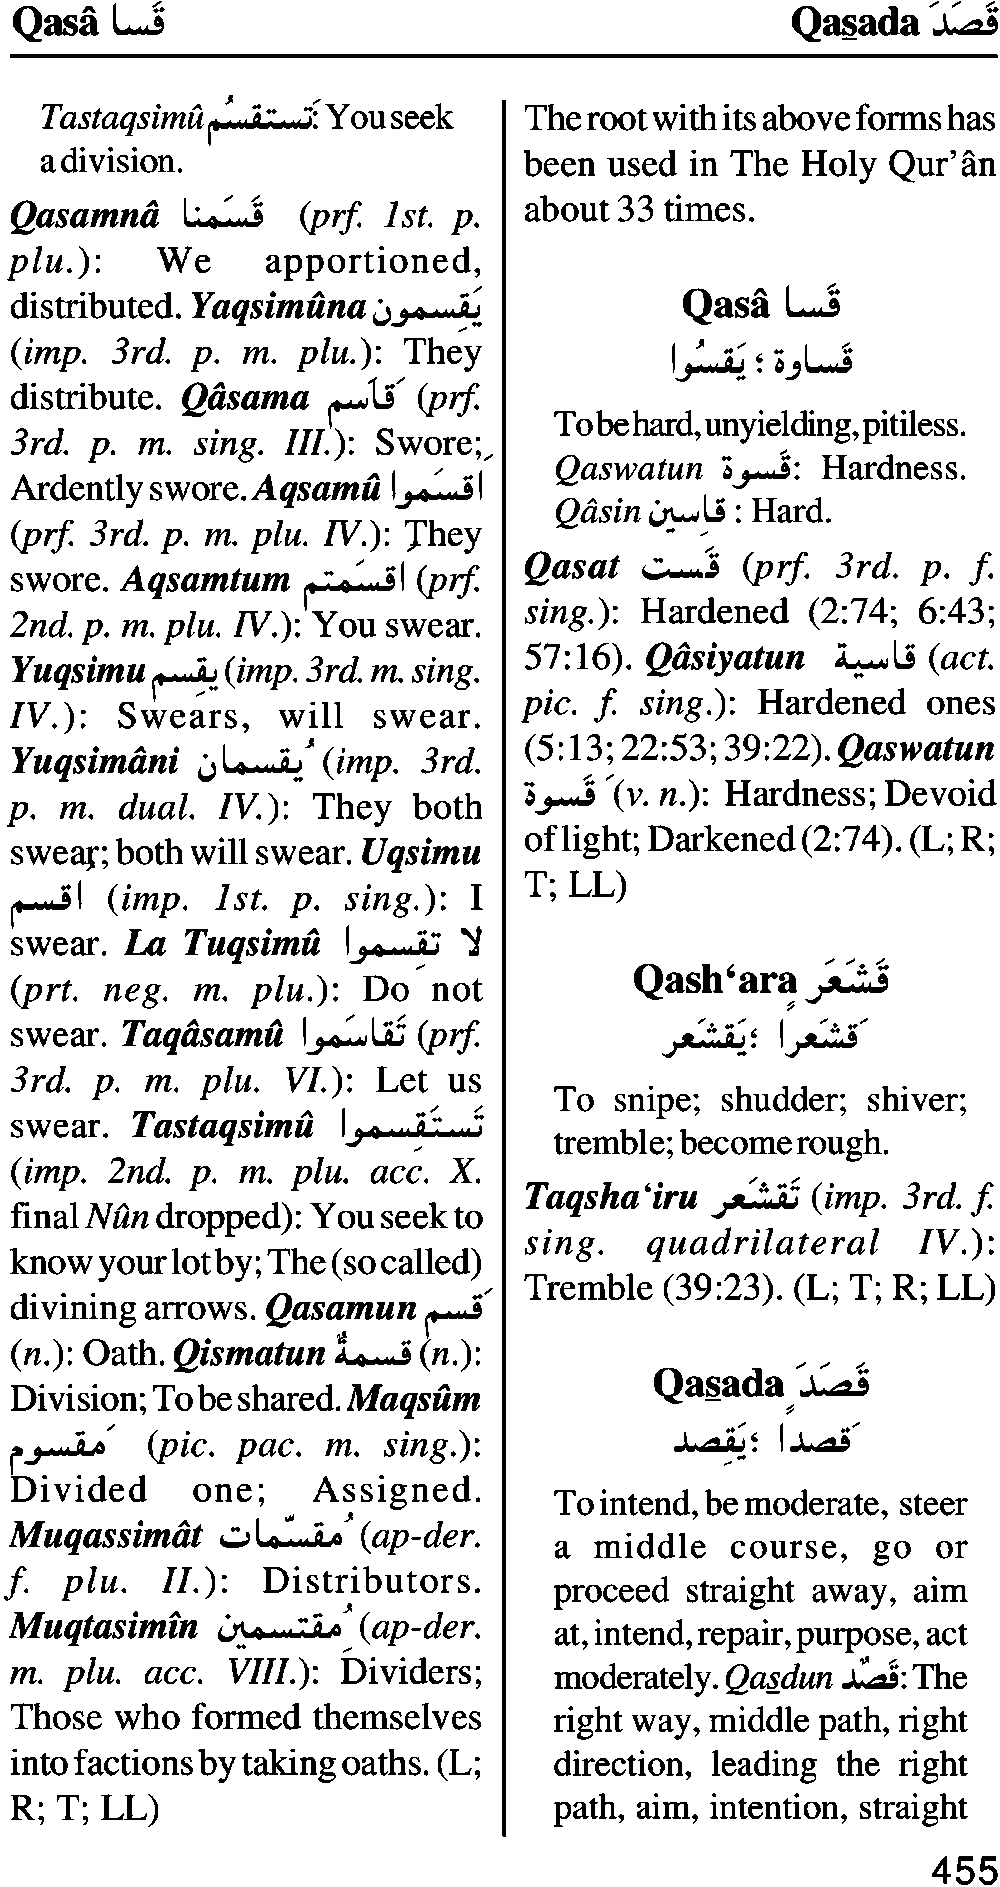 Qasâ قَسا
Qaṣada قَصَدَ
Tastaqsimû تَستقسُم: You seek
a division.
Qasamnâ قَسَمنا (prf. 1st. p.
plu.): We apportioned,
distributed. Yaqsimûna يَقسِمون
(imp. 3rd. p. m. plu.): They
distribute. Qâsama قاسَم (prf.
3rd. p. m. sing. III.): Swore;
Ardently swore. Aqsamû اقسَموا
(prf. 3rd. p. m. plu. IV.): They
swore. Aqsamtum اقسَمتم (prf.
2nd. p. m. plu. IV.): You swear.
Yuqsimu يقسِم (imp. 3rd. m. sing.
IV.): Swears, will swear.
Yuqsimâni يُقسمان (imp. 3rd.
p. m. dual. IV.): They both
swear; both will swear. Uqsimu
اقسم (imp. 1st. p. sing.): I
swear. La Tuqsimû لا تقسِموا
(prt. neg. m. plu.): Do not
swear. Taqâsamû تَقاسَموا (prf.
3rd. p. m. plu. VI.): Let us
swear. Tastaqsimû تَستَقسِموا
(imp. 2nd. p. m. plu. acc. X.
final Nûn dropped): You seek to
know your lot by; The (so called)
divining arrows. Qasamun قَسم
(n.): Oath. Qismatun قسمةٌ (n.):
Division; To be shared. Maqsûm
مَقسوم (pic. pac. m. sing.):
Divided one; Assigned.
Muqassimât مُقسّمات (ap-der.
f. plu. II.): Distributors.
Muqtasimîn مُقتسمِين (ap-der.
m. plu. acc. VIII.): Dividers;
Those who formed themselves
into factions by taking oaths. (L;
R; T; LL)
The root with its above forms has
been used in The Holy Qur'ân
about 33 times.
Qasâ قَسا
قَساوة ؛ يَقسُوا
To be hard, unyielding, pitiless.
Qaswatun قَسوة: Hardness.
Qâsin قاسِين : Hard.
Qasat قَست (prf. 3rd. p. f.
sing.): Hardened (2:74; 6:43;
57:16). Qâsiyatun قاسية (act.
pic. f. sing.): Hardened ones
(5:13; 22:53; 39:22). Qaswatun
قَسوة (v. n.): Hardness; Devoid
of light; Darkened (2:74). (L; R;
T; LL)
Qash‘ara قَشَعَر
قَشَعراٍ ؛يَقشَعر
To snipe; shudder; shiver;
tremble; become rough.
Taqsha‘iru تَقشَعر (imp. 3rd. f.
sing. quadrilateral IV.):
Tremble (39:23). (L; T; R; LL)
Qaṣada قَصَدَ
قَصداٍ ؛يَقصِد
To intend, be moderate, steer
a middle course, go or
proceed straight away, aim
at, intend, repair, purpose, act
moderately. Qaṣdun قَصٌد: The
right way, middle path, right
direction, leading the right
path, aim, intention, straight
455